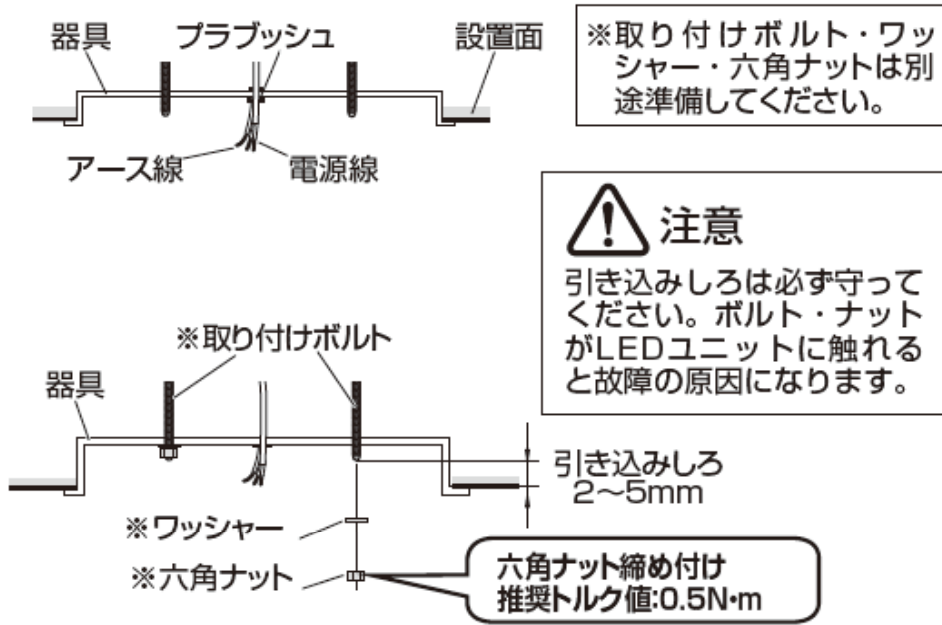 器具
プラブッシュ
設置面
※取り付けボルト・ワッ
シャー・六角ナットは別
途準備してください。
アース線
電源線
注意
引き込みしろは必ず守って
ください。ボルト・ナット
がLEDユニットに触れる
と故障の原因になります。
※取り付けボルト
器具
引き込みしろ
2〜5mm
※ワッシャー
※六角ナット
六角ナット締め付け
推奨トルク値:0.5N・m